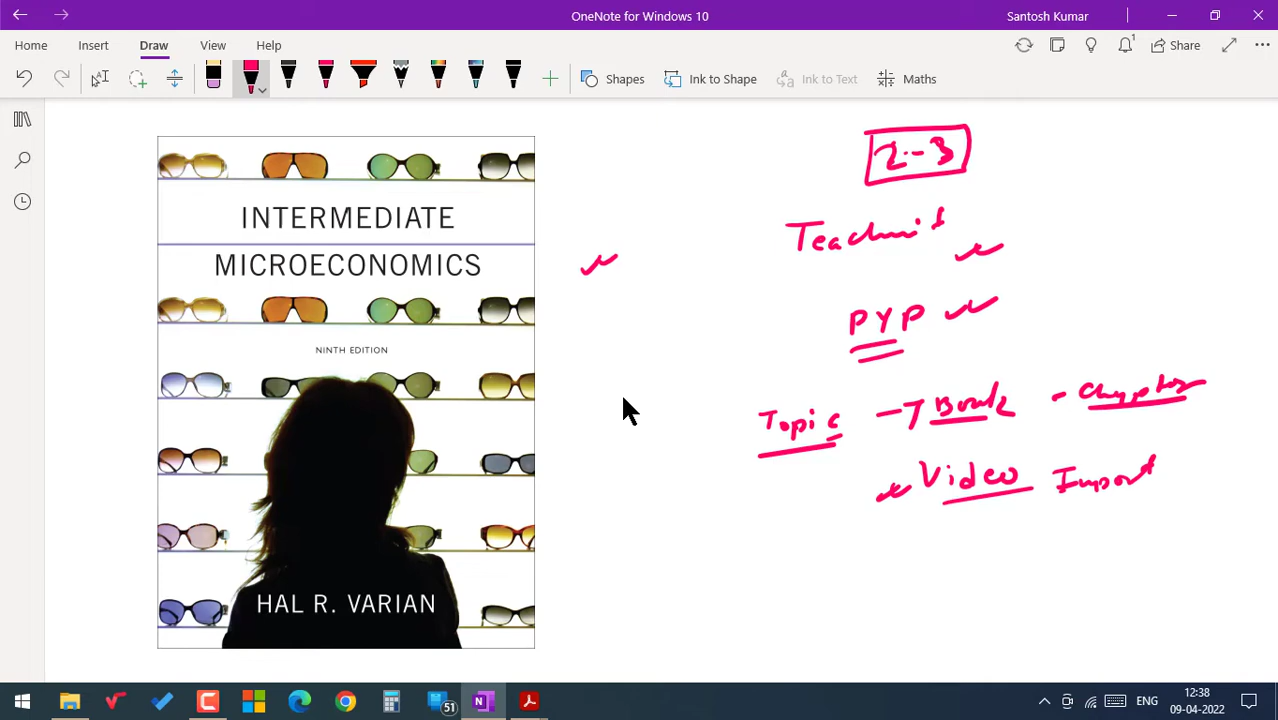 OneNote for Windows 10
Santosh Kumar
Home Insert Draw View Help
Share
Shapes
Ink to Shape
Ink to Text
Maths
INTERMEDIATE
MICROECONOMICS
NINTH EDITION
HAL R. VARIAN
2-3
PYP
Topic → Book -
Video Import
51
ENG
12:38
09-04-2022